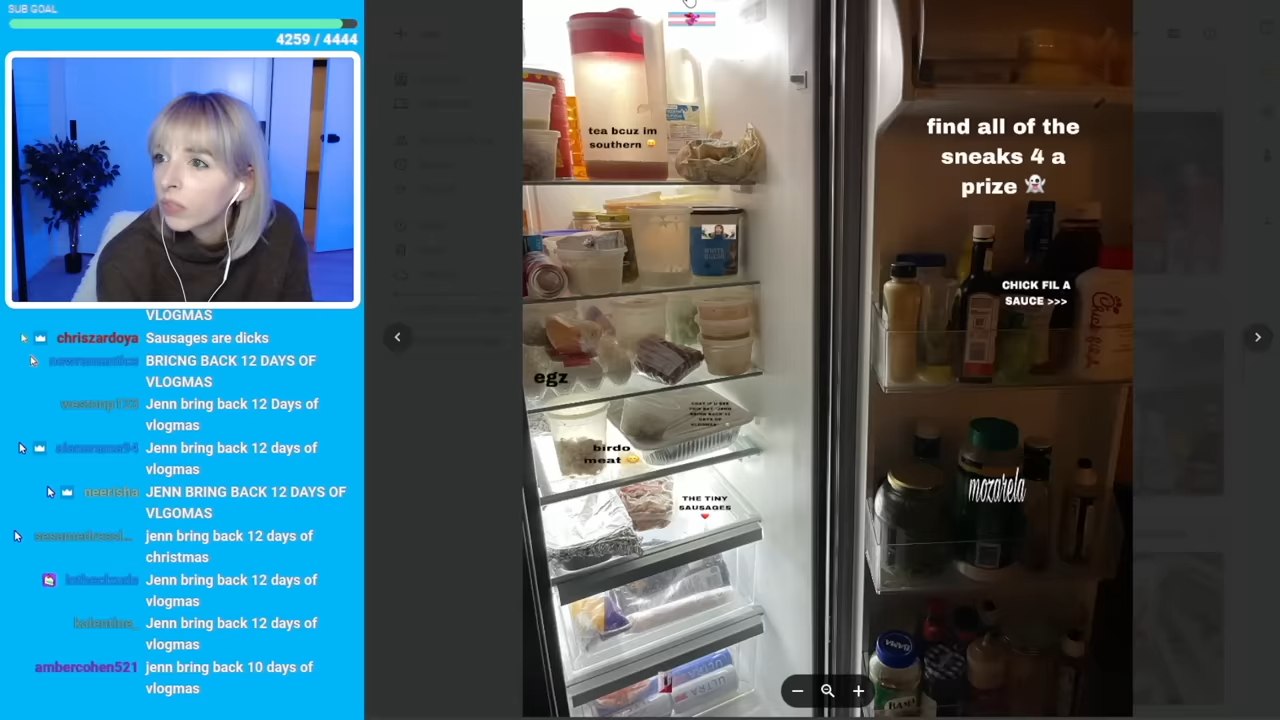 SUB GOAL
4259 / 4444
VLOGMAS
chriszardoya Sausages are dicks
BRICNG BACK 12 DAYS OF
VLOGMAS
Jenn bring back 12 Days of
vlogmas
Jenn bring back 12 days of
vlogmas
neerisha JENN BRING BACK 12 DAYS OF
VLGOMAS
jenn bring back 12 days of
christmas
Jenn bring back 12 days of
vlogmas
Jenn bring back 12 days of
vlogmas
ambercohen521 jenn bring back 10 days of
vlogmas
tea bcuz im
southern 😄
egz
birdo
meat 😋
THE TINY
SAUSAGES
❤️
ULTRA
ULTRA
find all of the
sneaks 4 a
prize 👻
CHICK FIL A
SAUCE >>>
mozarela